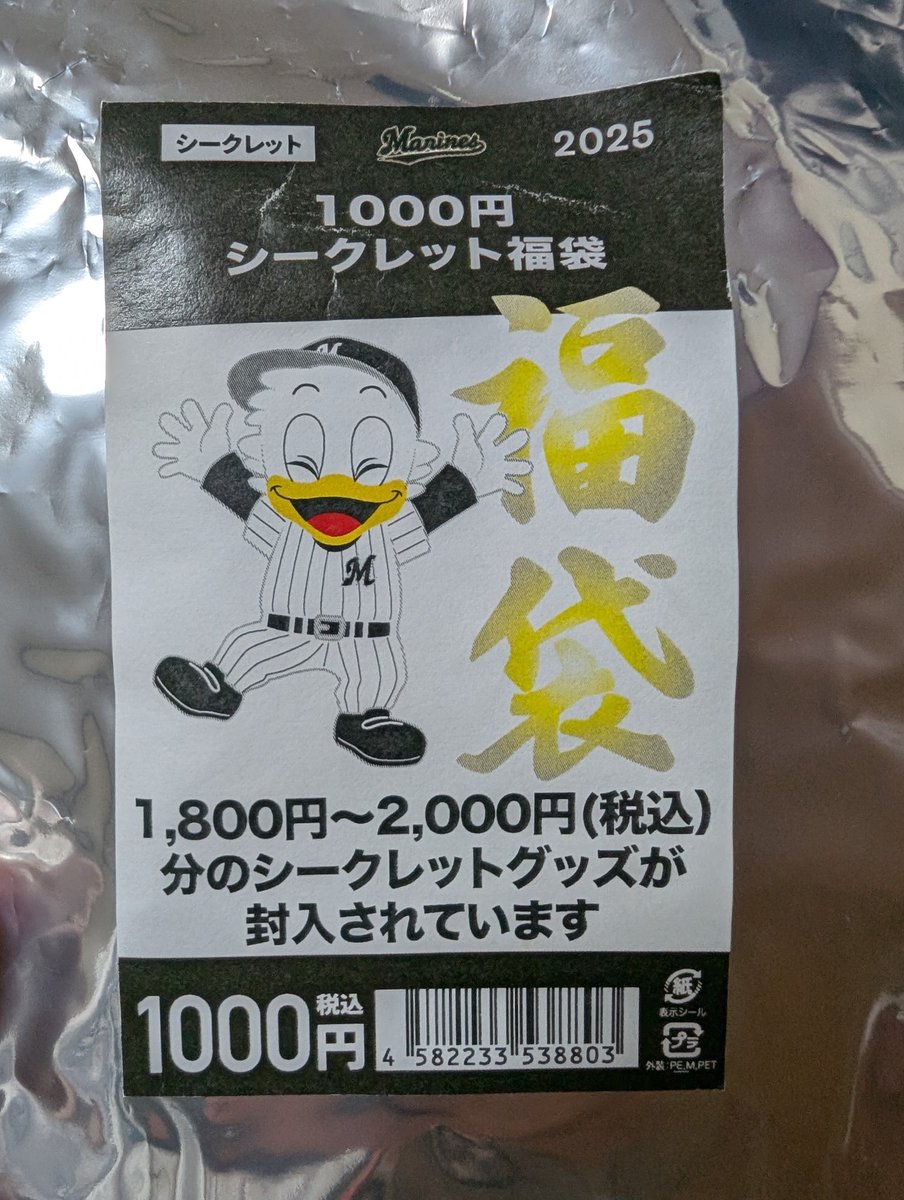 シークレット
Marines
2025
1000円
シークレット福袋
M
福袋
M
1,800円～2,000円(税込)
分のシークレットグッズが
封入されています
1000円
税込
4 582233 538803
紙
表示シール
プラ
外装：PE,M,PET